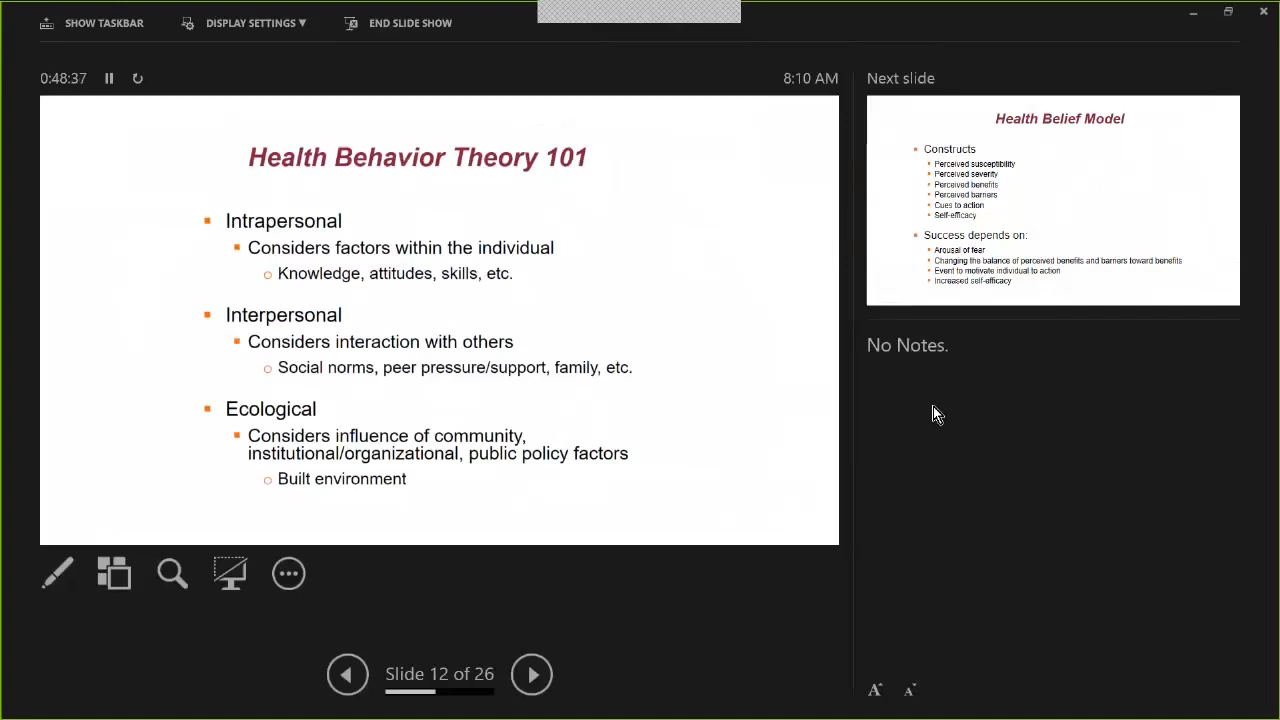 SHOW TASKBAR
DISPLAY SETTINGS ▼
END SLIDE SHOW
0:48:37
8:10 AM
Health Behavior Theory 101
Intrapersonal
Considers factors within the individual
Knowledge, attitudes, skills, etc.
Interpersonal
Considers interaction with others
Social norms, peer pressure/support, family, etc.
Ecological
Considers influence of community,
institutional/organizational, public policy factors
Built environment
Slide 12 of 26
Next slide
Health Belief Model
Constructs
Perceived susceptibility
Perceived severity
Perceived benefits
Perceived barriers
Cues to action
Self-efficacy
Success depends on:
Arousal of fear
Changing the balance of perceived benefits and barriers toward benefits
Event to motivate individual to action
Increased self-efficacy
No Notes.
A A